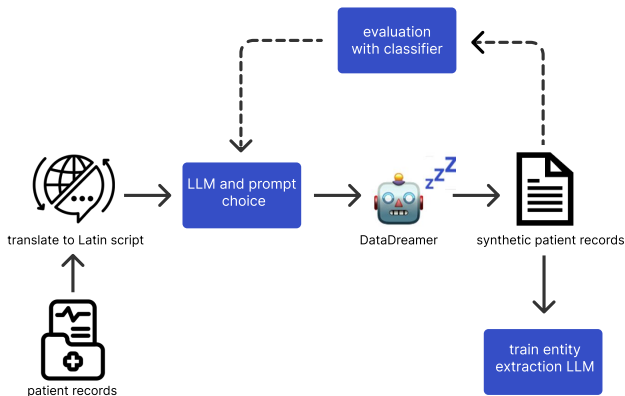 evaluation
with classifier
LLM and prompt
choice
zzZ
translate to Latin script
DataDreamer
synthetic patient records
train entity
extraction LLM
patient records